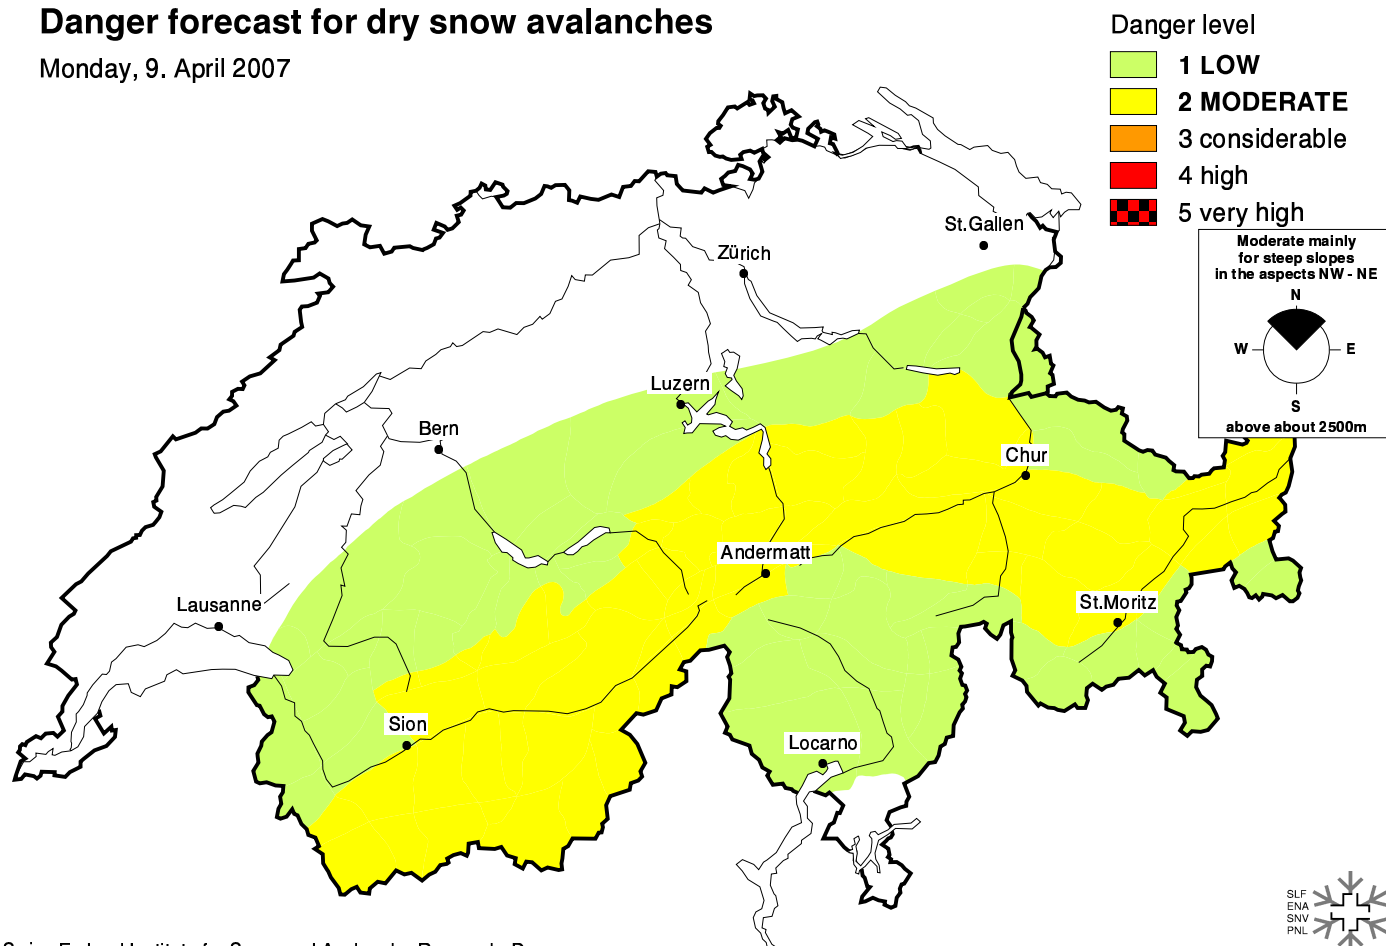 Danger forecast for dry snow avalanches
Monday, 9. April 2007
Danger level
1 LOW
2 MODERATE
3 considerable
4 high
5 very high
Moderate mainly
for steep slopes
in the aspects NW - NE
N
W
E
S
above about 2500m
St.Gallen
Zürich
Luzern
Bern
Chur
Andermatt
Lausanne
St.Moritz
Sion
Locarno
SLF
ENA
SNV
PNL